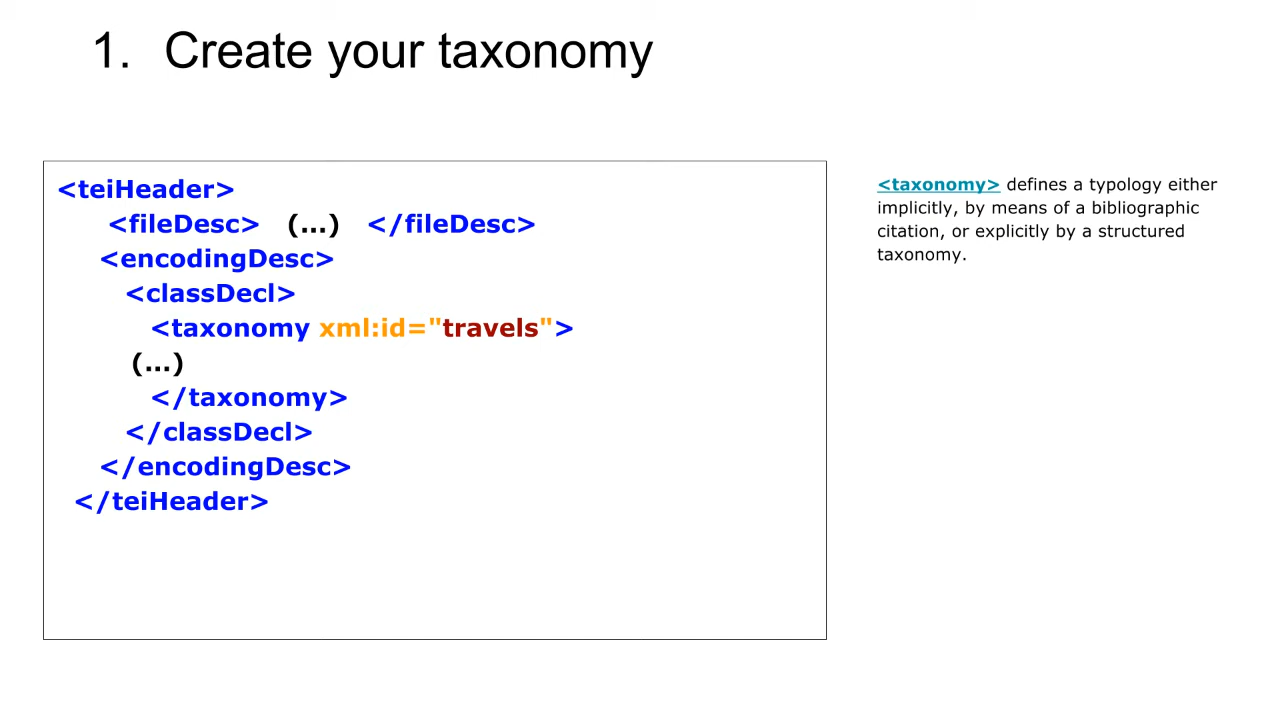 1. Create your taxonomy
<teiHeader>
<fileDesc> (...) </fileDesc>
<encodingDesc>
<classDecl>
<taxonomy xml:id="travels">
(...)
</taxonomy>
</classDecl>
</encodingDesc>
</teiHeader>
<taxonomy> defines a typology either
implicitly, by means of a bibliographic
citation, or explicitly by a structured
taxonomy.